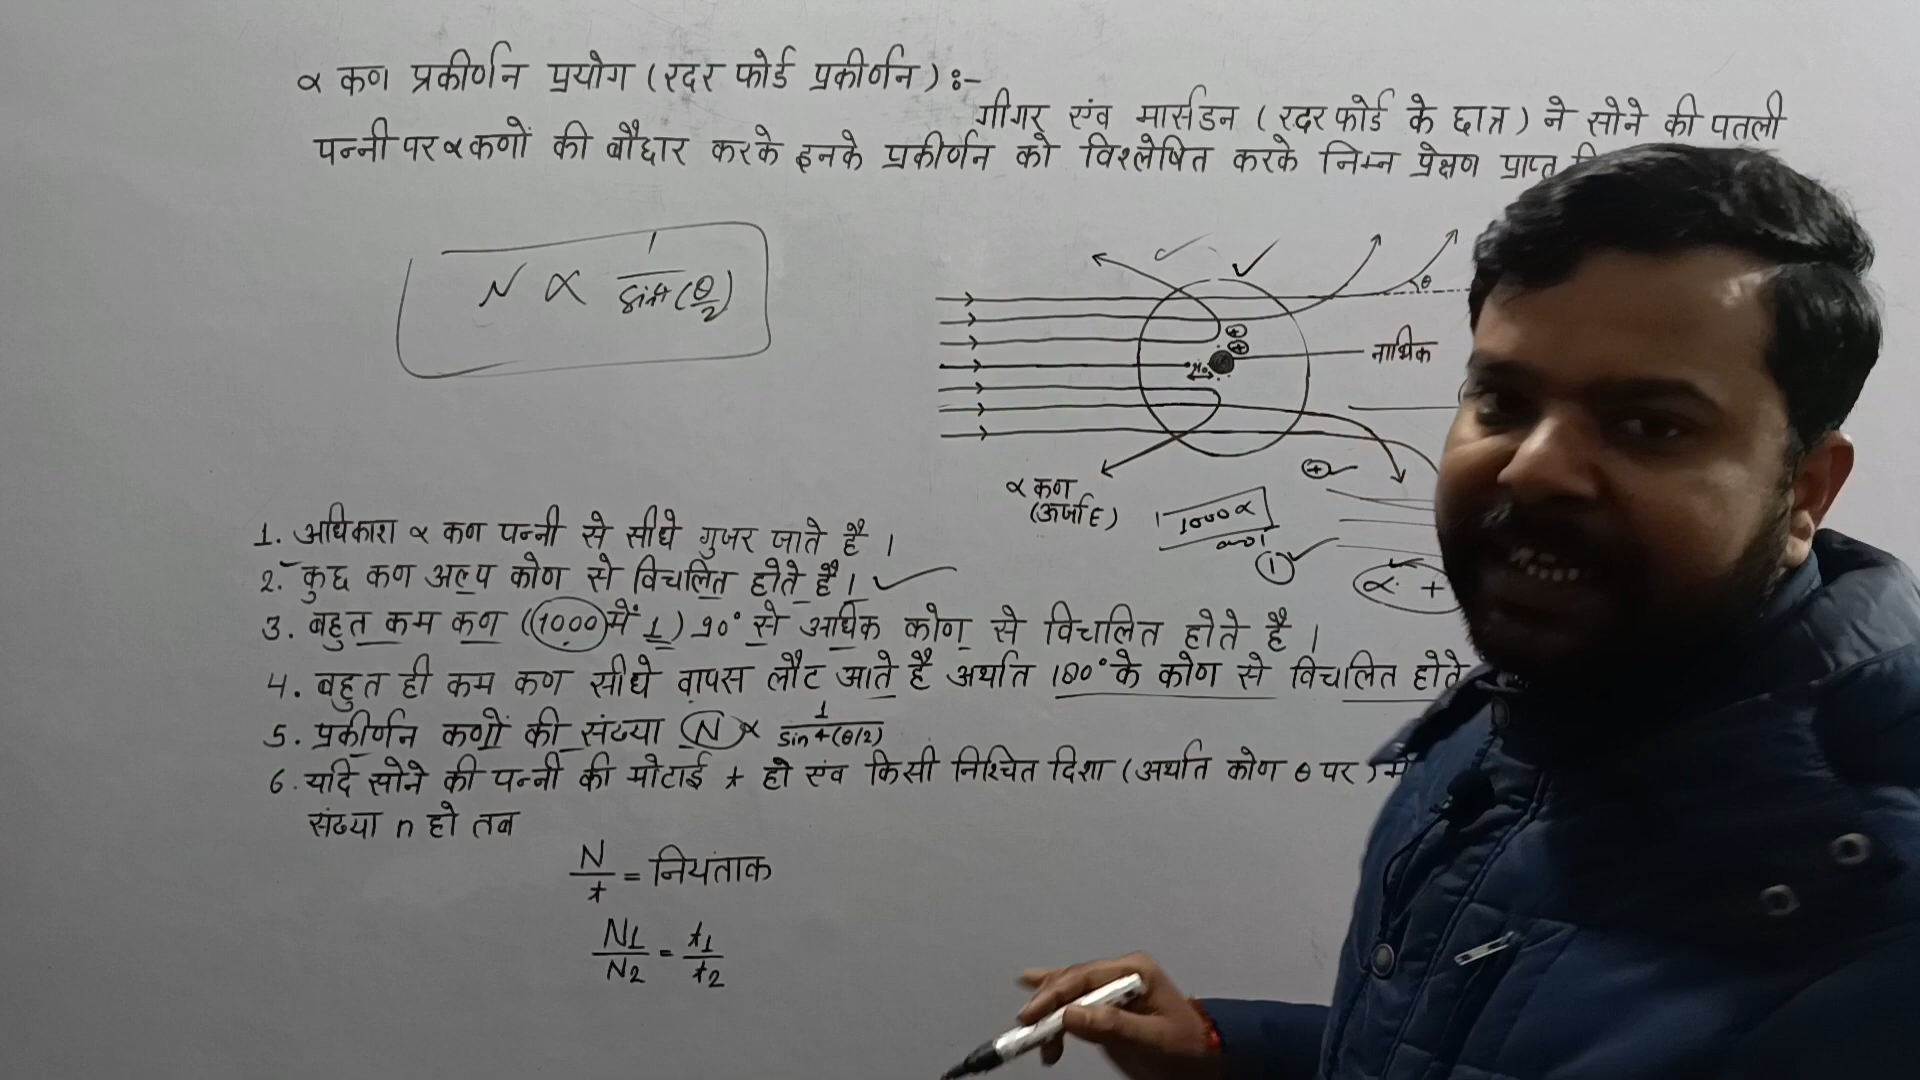 α कण प्रकीर्णन प्रयोग (रदर फोर्ड प्रकीर्णन) :-
गीगर एंव मार्सडन (रदर फोर्ड के छात्र) ने सोने की पतली
पन्नी पर α कणों की बौछार करके इनके प्रकीर्णन को विश्लेषित करके निम्न प्रेक्षण प्राप्त
N ∝ 1/sin⁴(θ/2)
θ
+
+
नाभिक
r₀
+
α कण
(ऊर्जा E)
1000 α
1
α. +
1. अधिकाश α कण पन्नी से सीधे गुजर जाते है ।
2. कुछ कण अल्प कोण से विचलित होते है ।
3. बहुत कम कण (1000 में 1) 90° से अधिक कोण से विचलित होते है ।
4. बहुत ही कम कण सीधे वापस लौट आते है अर्थात 180° के कोण से विचलित होते
5. प्रकीर्णन कणों की संख्या N ∝ 1/sin⁴(θ/2)
6. यदि सोने की पन्नी की मोटाई t हो एंव किसी निश्चित दिशा (अर्थात कोण θ पर) में
संख्या n हो तब
N/t = नियंताक
N1/N2 = t1/t2